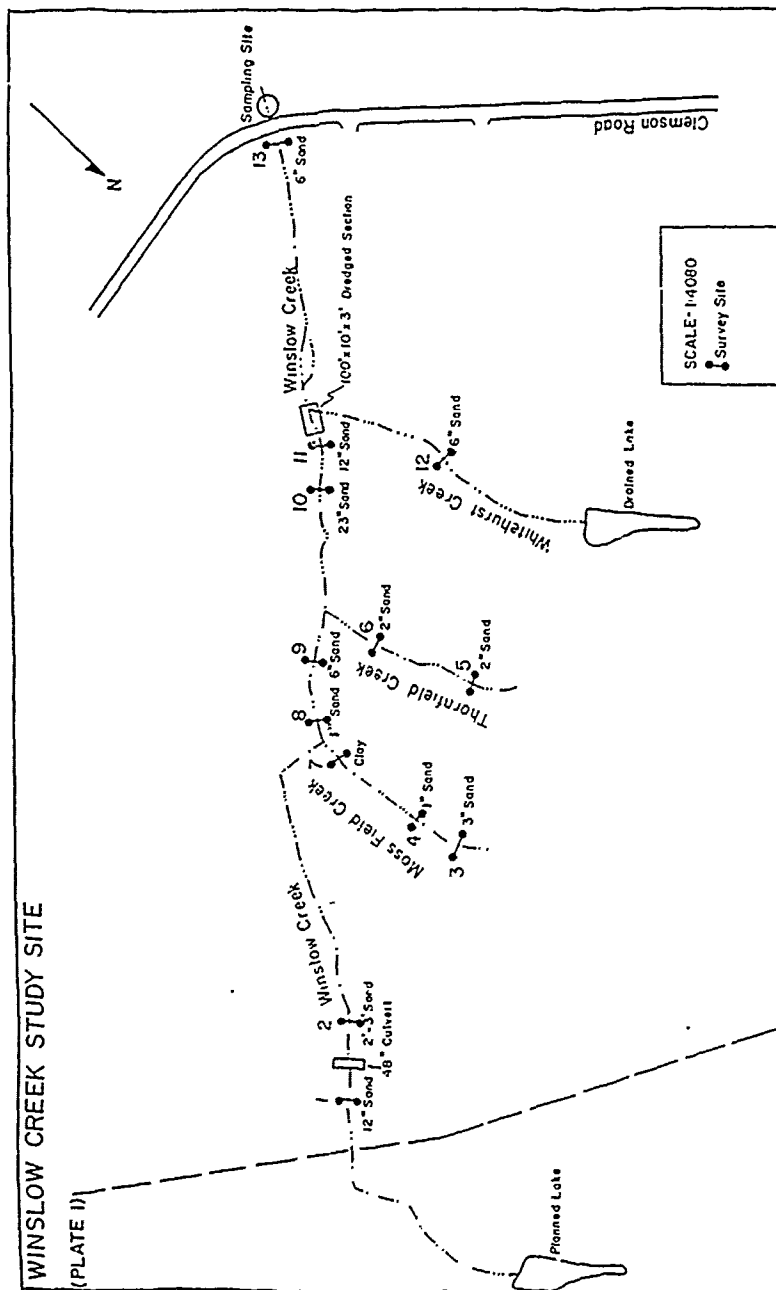 WINSLOW CREEK STUDY SITE
(PLATE 1)
N
Sampling Site
13
6" Sand
Clemson Road
Winslow Creek
100'x10'x3' Dredged Section
11
12" Sand
10
23" Sand
12
6" Sand
Whitehurst Creek
Drained Lake
9
6" Sand
6
2" Sand
5
2" Sand
Thornfield Creek
8
1" Sand
7
Clay
Moss Field Creek
4
1" Sand
3
3" Sand
Winslow Creek
2
2'-3' Sand
48" Culvert
1
12" Sand
Planned Lake
SCALE-1:4080
Survey Site